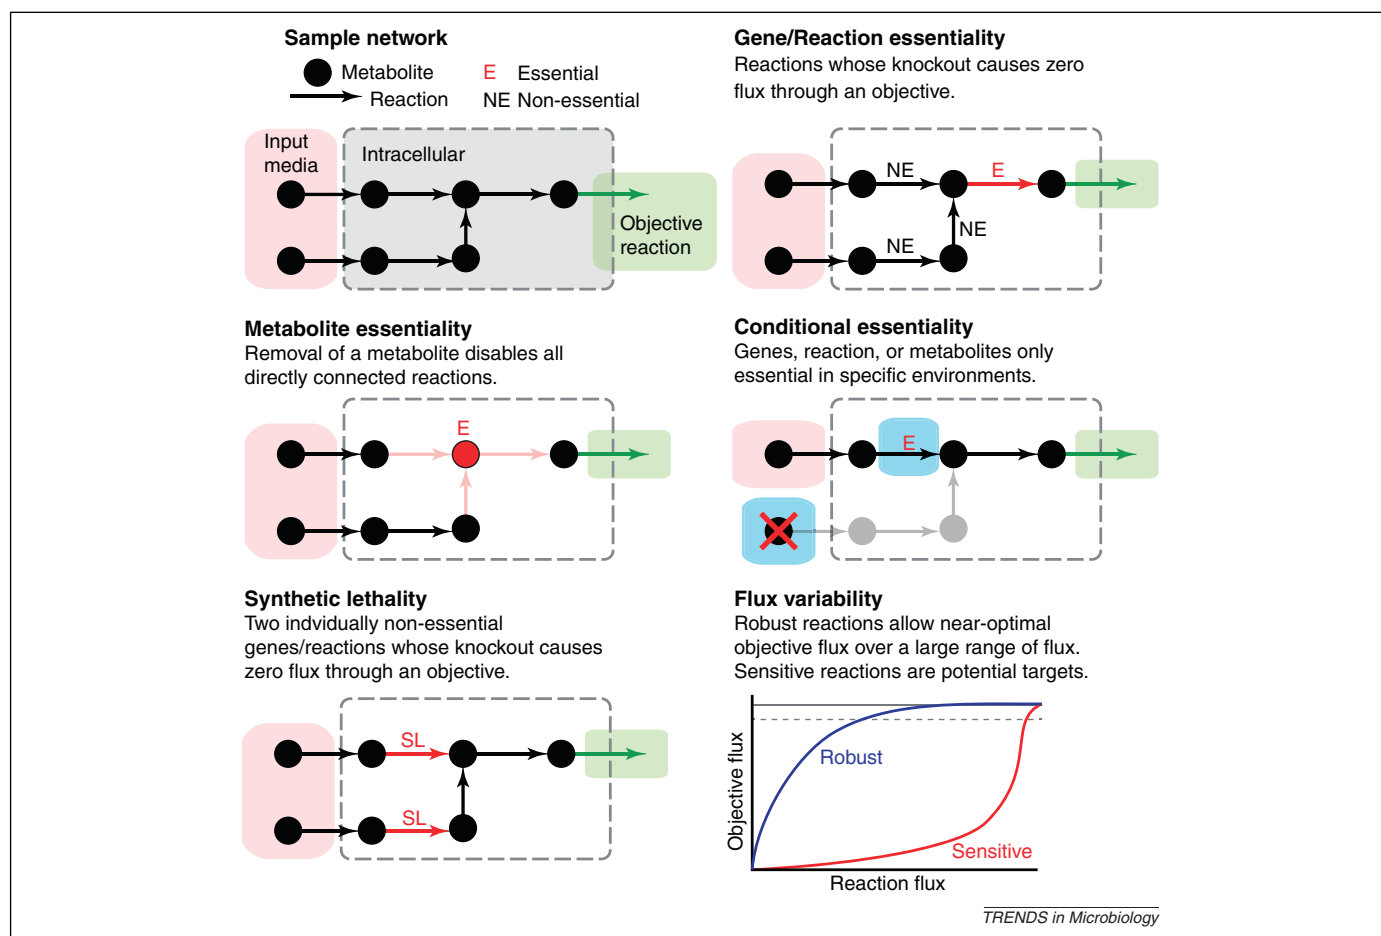 Sample network
Metabolite
Reaction
E Essential
NE Non-essential
Input
media
Intracellular
Objective
reaction
Gene/Reaction essentiality
Reactions whose knockout causes zero
flux through an objective.
NE
E
NE
NE
Metabolite essentiality
Removal of a metabolite disables all
directly connected reactions.
E
Conditional essentiality
Genes, reaction, or metabolites only
essential in specific environments.
E
Synthetic lethality
Two indvidually non-essential
genes/reactions whose knockout causes
zero flux through an objective.
SL
SL
Flux variability
Robust reactions allow near-optimal
objective flux over a large range of flux.
Sensitive reactions are potential targets.
Objective flux
Robust
Sensitive
Reaction flux
TRENDS in Microbiology